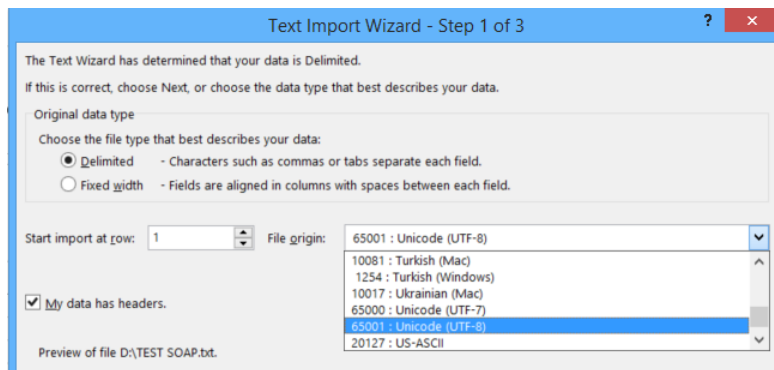 Text Import Wizard - Step 1 of 3
?
The Text Wizard has determined that your data is Delimited.
If this is correct, choose Next, or choose the data type that best describes your data.
Original data type
Choose the file type that best describes your data:
Delimited - Characters such as commas or tabs separate each field.
Fixed width - Fields are aligned in columns with spaces between each field.
Start import at row: 1 File origin: 65001 : Unicode (UTF-8)
10081 : Turkish (Mac)
1254 : Turkish (Windows)
10017 : Ukrainian (Mac)
65000 : Unicode (UTF-7)
65001 : Unicode (UTF-8)
20127 : US-ASCII
My data has headers.
Preview of file D:\TEST SOAP.txt.